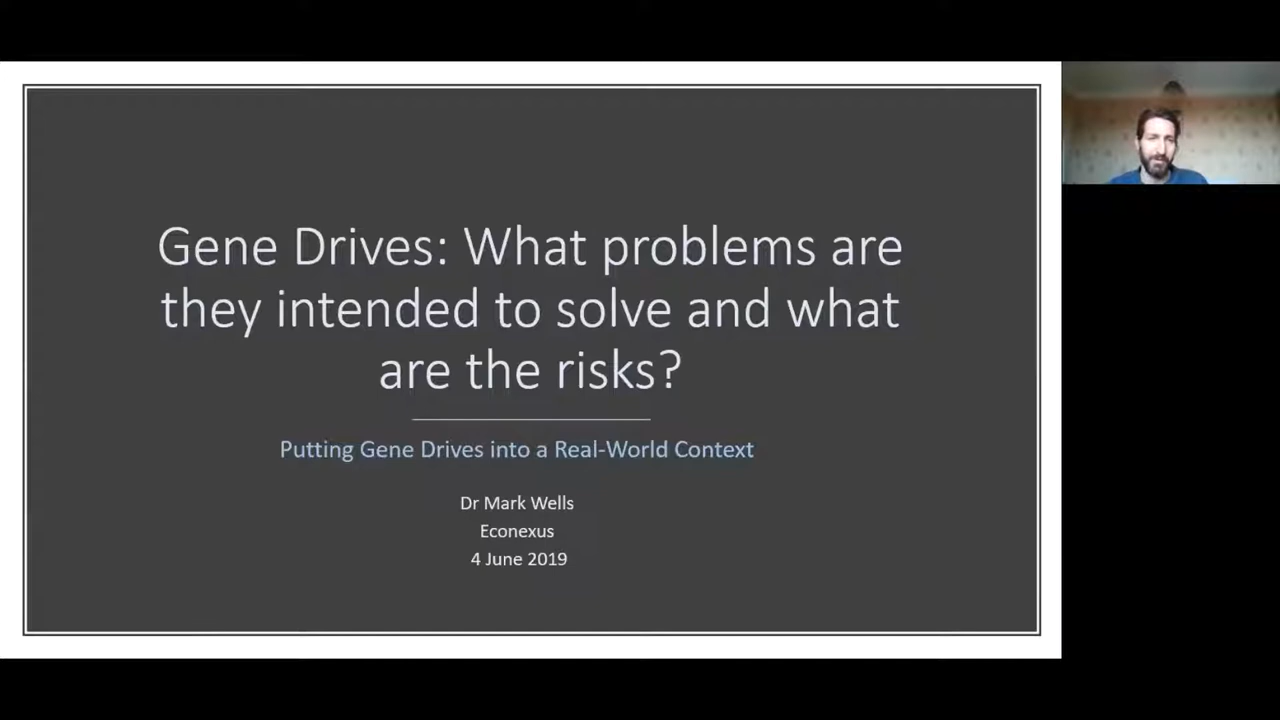 Gene Drives: What problems are
they intended to solve and what
are the risks?
Putting Gene Drives into a Real-World Context
Dr Mark Wells
Econexus
4 June 2019